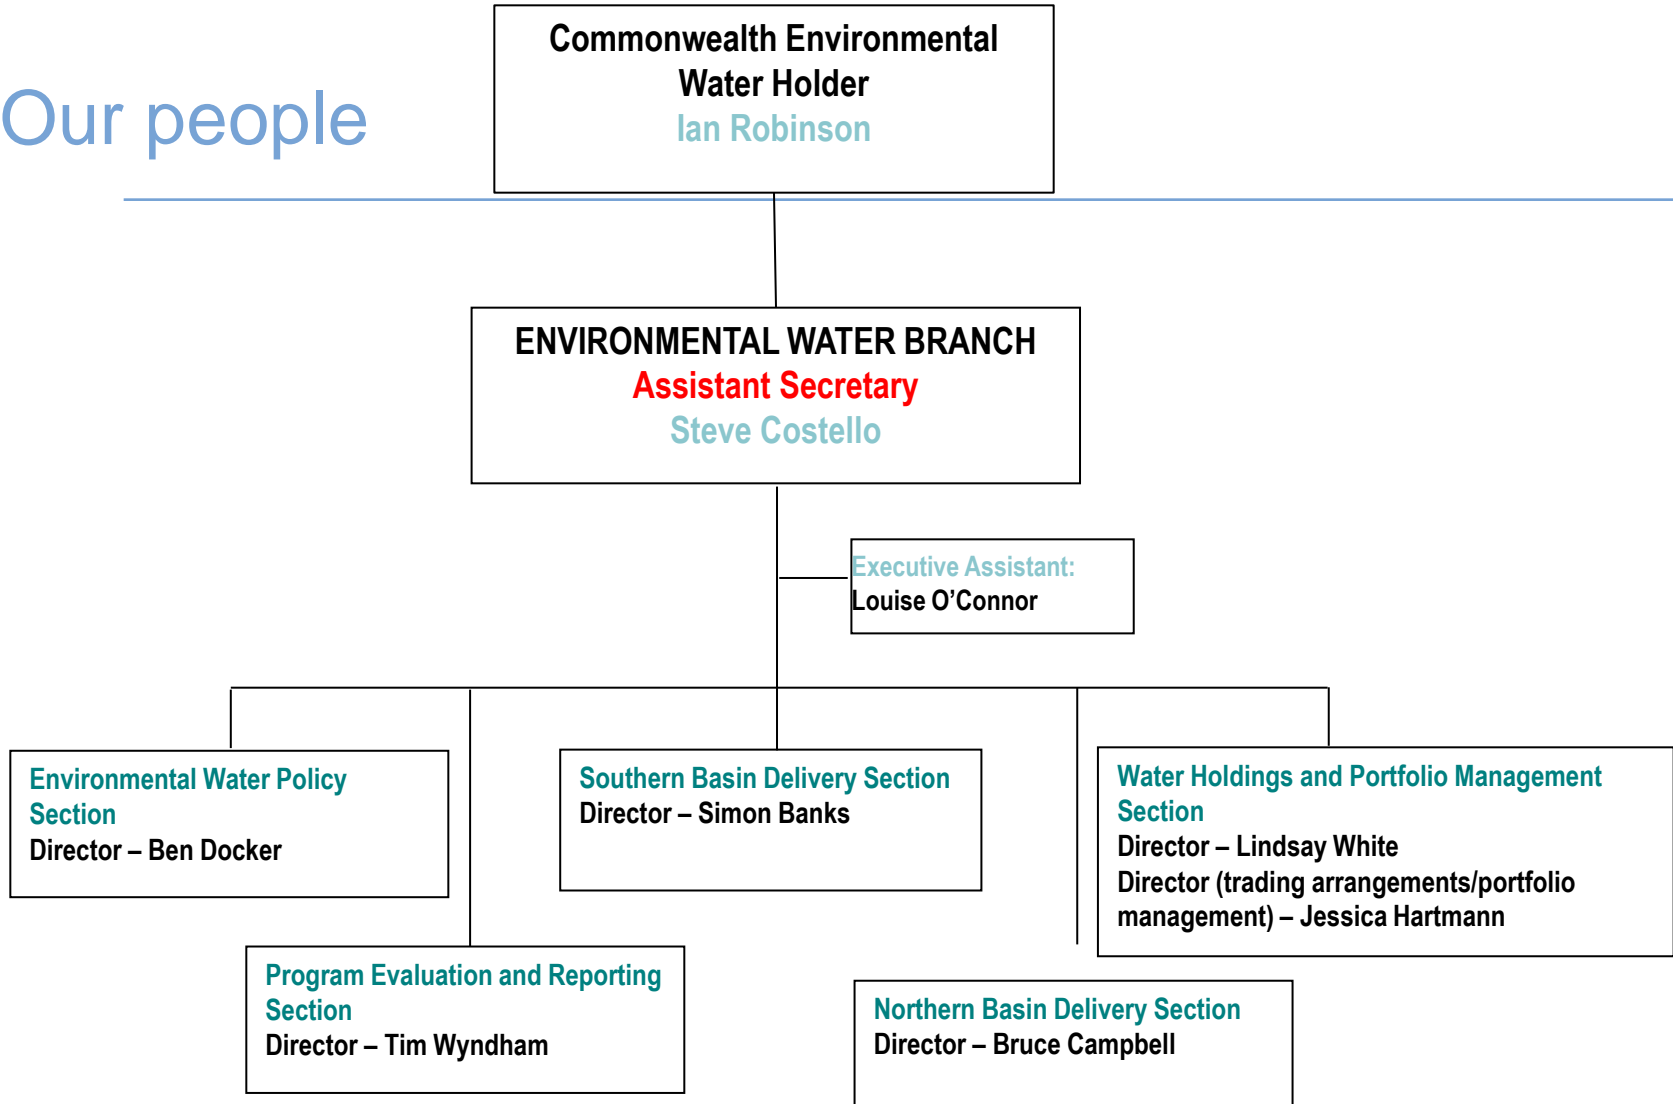 Our people
Commonwealth Environmental
Water Holder
Ian Robinson
ENVIRONMENTAL WATER BRANCH
Assistant Secretary
Steve Costello
Executive Assistant:
Louise O’Connor
Environmental Water Policy
Section
Director – Ben Docker
Southern Basin Delivery Section
Director – Simon Banks
Water Holdings and Portfolio Management
Section
Director – Lindsay White
Director (trading arrangements/portfolio
management) – Jessica Hartmann
Program Evaluation and Reporting
Section
Director – Tim Wyndham
Northern Basin Delivery Section
Director – Bruce Campbell